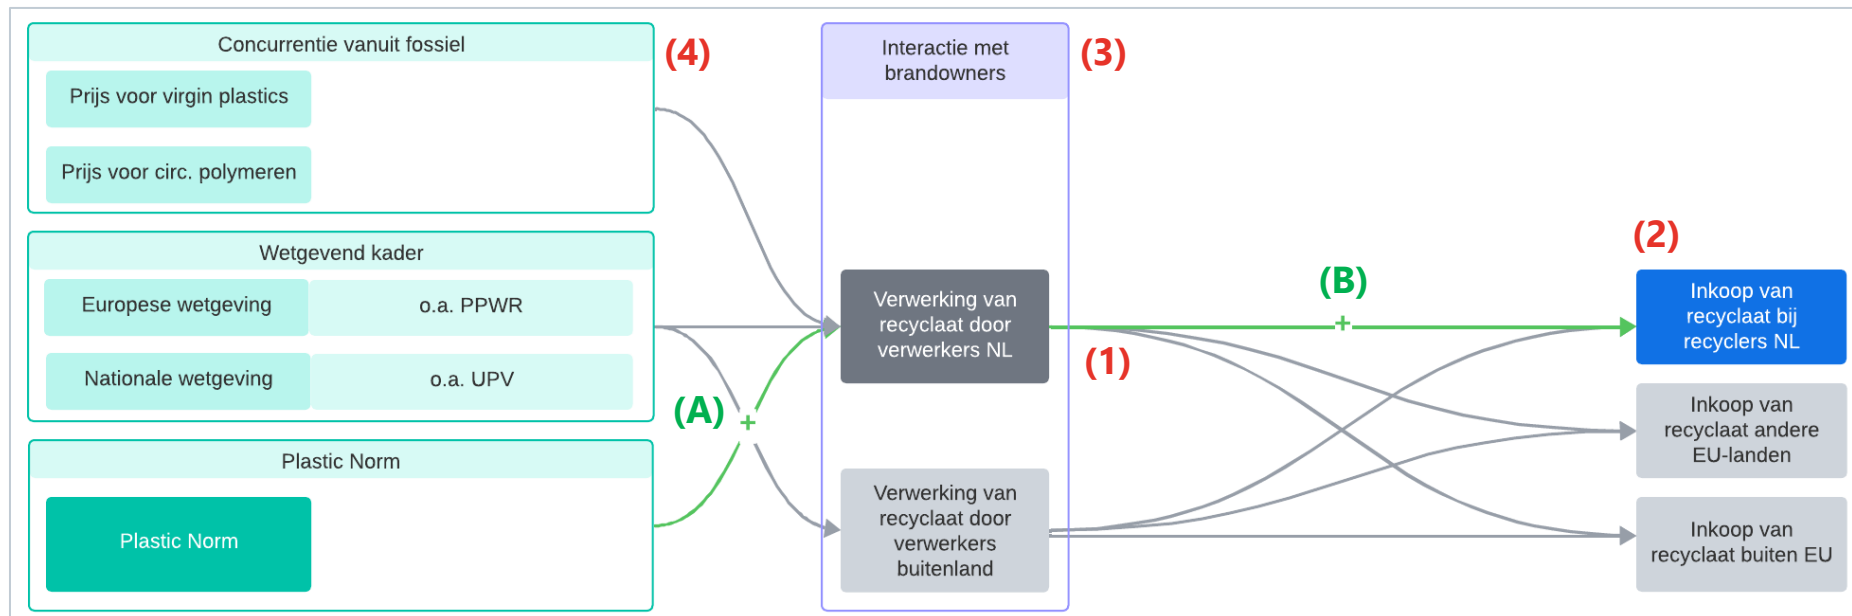 Concurrentie vanuit fossiel
(4)
Prijs voor virgin plastics
Prijs voor circ. polymeren
Wetgevend kader
Europese wetgeving
o.a. PPWR
Nationale wetgeving
o.a. UPV
(A)
+
Plastic Norm
Plastic Norm
Interactie met
brandowners
(3)
Verwerking van
recyclaat door
verwerkers NL
(1)
Verwerking van
recyclaat door
verwerkers
buitenland
(B)
+
(2)
Inkoop van
recyclaat bij
recyclers NL
Inkoop van
recyclaat andere
EU-landen
Inkoop van
recyclaat buiten EU